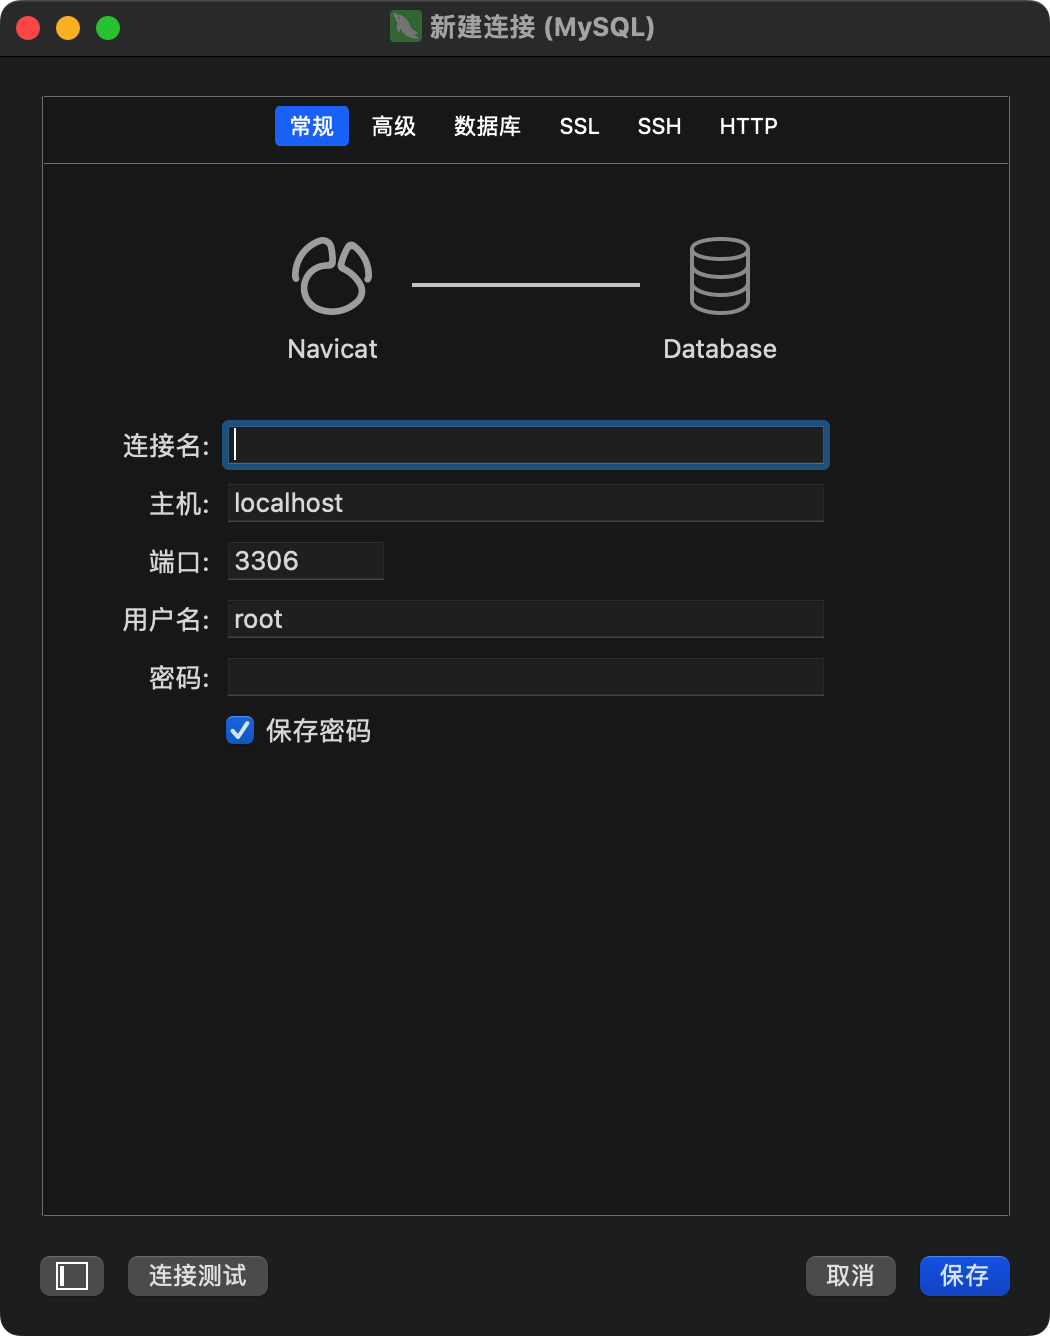 新建连接 (MySQL)
常规 高级 数据库 SSL SSH HTTP
Navicat Database
连接名:
主机: localhost
端口: 3306
用户名: root
密码:
保存密码
连接测试 取消 保存